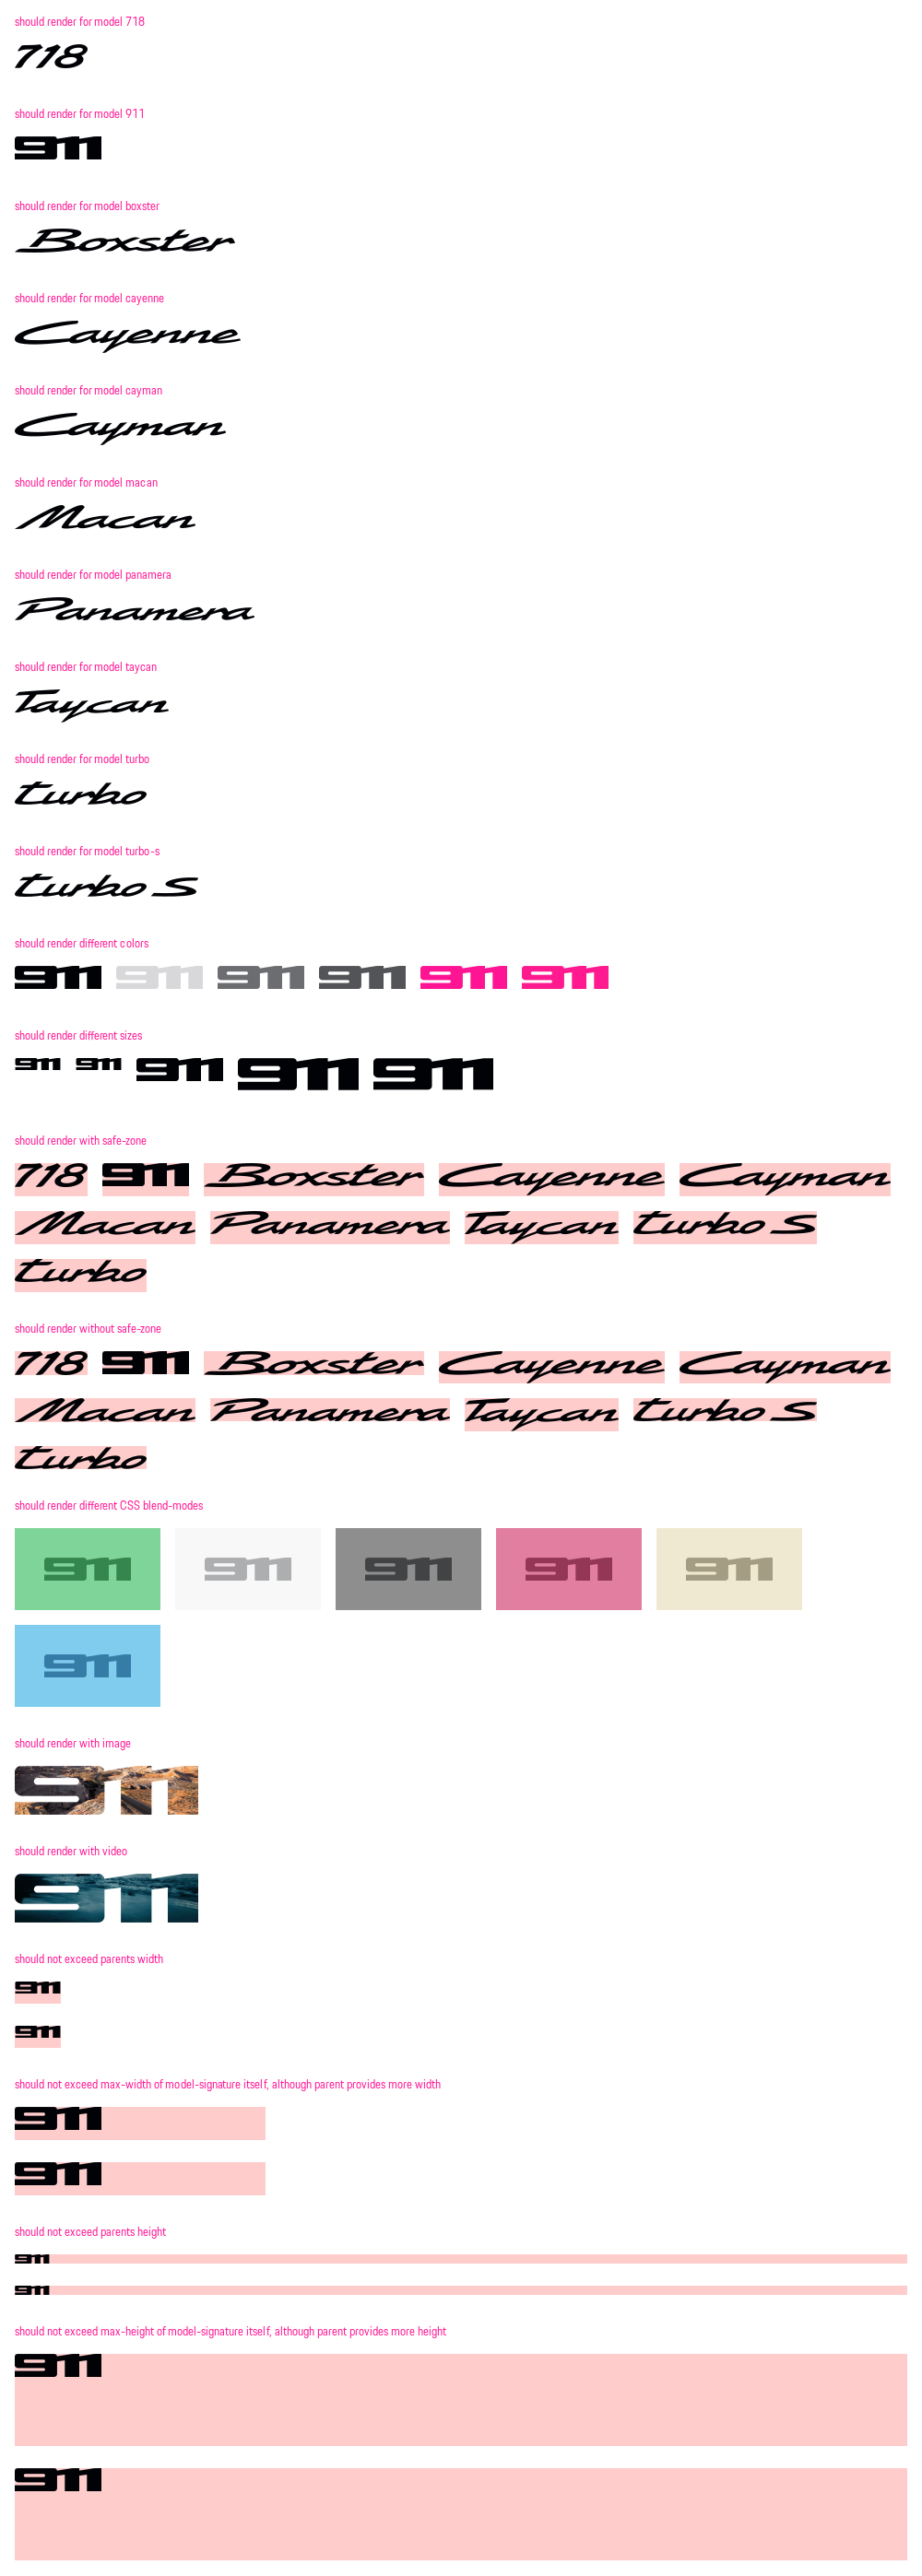 should render for model 718
718
should render for model 911
911
should render for model boxster
Boxster
should render for model cayenne
Cayenne
should render for model cayman
Cayman
should render for model macan
Macan
should render for model panamera
Panamera
should render for model taycan
Taycan
should render for model turbo
turbo
should render for model turbo-s
turbo S
should render different colors
911 911 911 911 911 911
should render different sizes
911 911 911 911 911
should render with safe-zone
718 911 Boxster Cayenne Cayman
Macan Panamera Taycan turbo S
turbo
should render without safe-zone
718 911 Boxster Cayenne Cayman
Macan Panamera Taycan turbo S
turbo
should render different CSS blend-modes
911 911 911 911 911
911
should render with image
911
should render with video
911
should not exceed parents width
911
911
should not exceed max-width of model-signature itself, although parent provides more width
911
911
should not exceed parents height
911
911
should not exceed max-height of model-signature itself, although parent provides more height
911
911